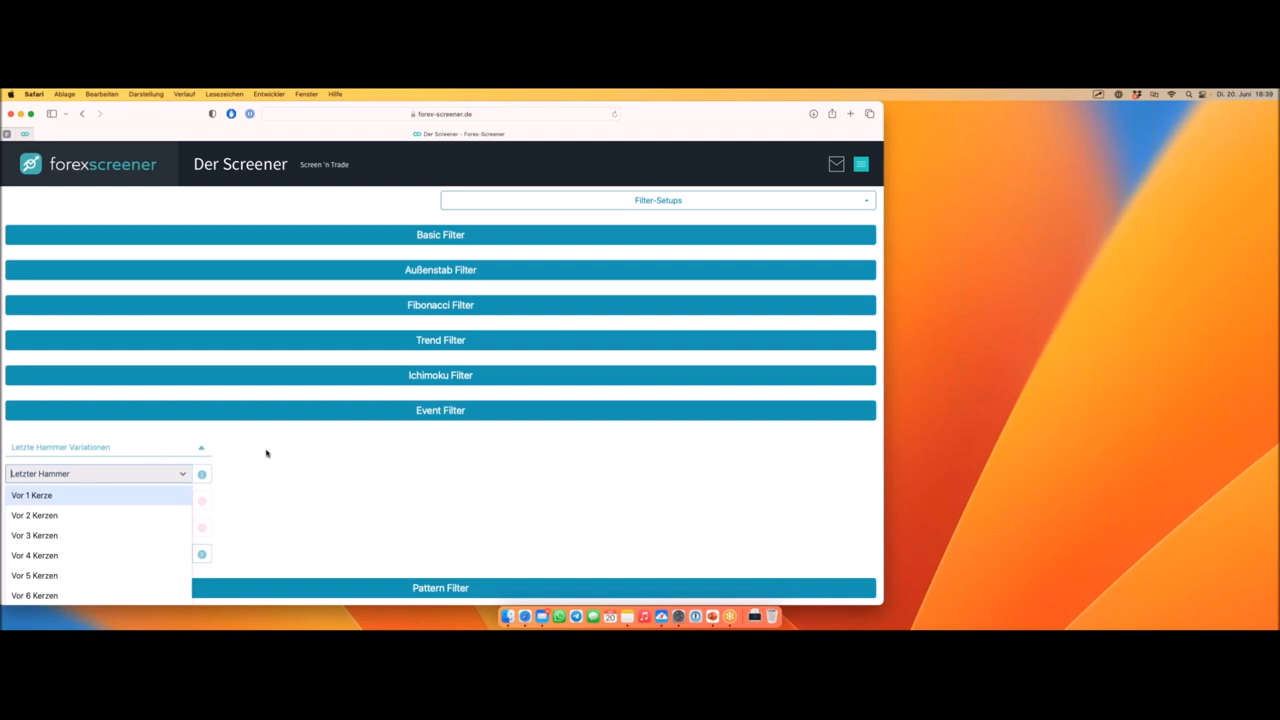 Safari Ablage Bearbeiten Darstellung Verlauf Lesezeichen Entwickler Fenster Hilfe Di. 20. Juni 18:39
forex-screener.de
Der Screener - Forex-Screener
forexscreener Der Screener Screen 'n Trade
Filter-Setups
Basic Filter
Außenstab Filter
Fibonacci Filter
Trend Filter
Ichimoku Filter
Event Filter
Letzte Hammer Variationen
Letzter Hammer
Vor 1 Kerze
Vor 2 Kerzen
Vor 3 Kerzen
Vor 4 Kerzen
Vor 5 Kerzen
Vor 6 Kerzen
Pattern Filter
20